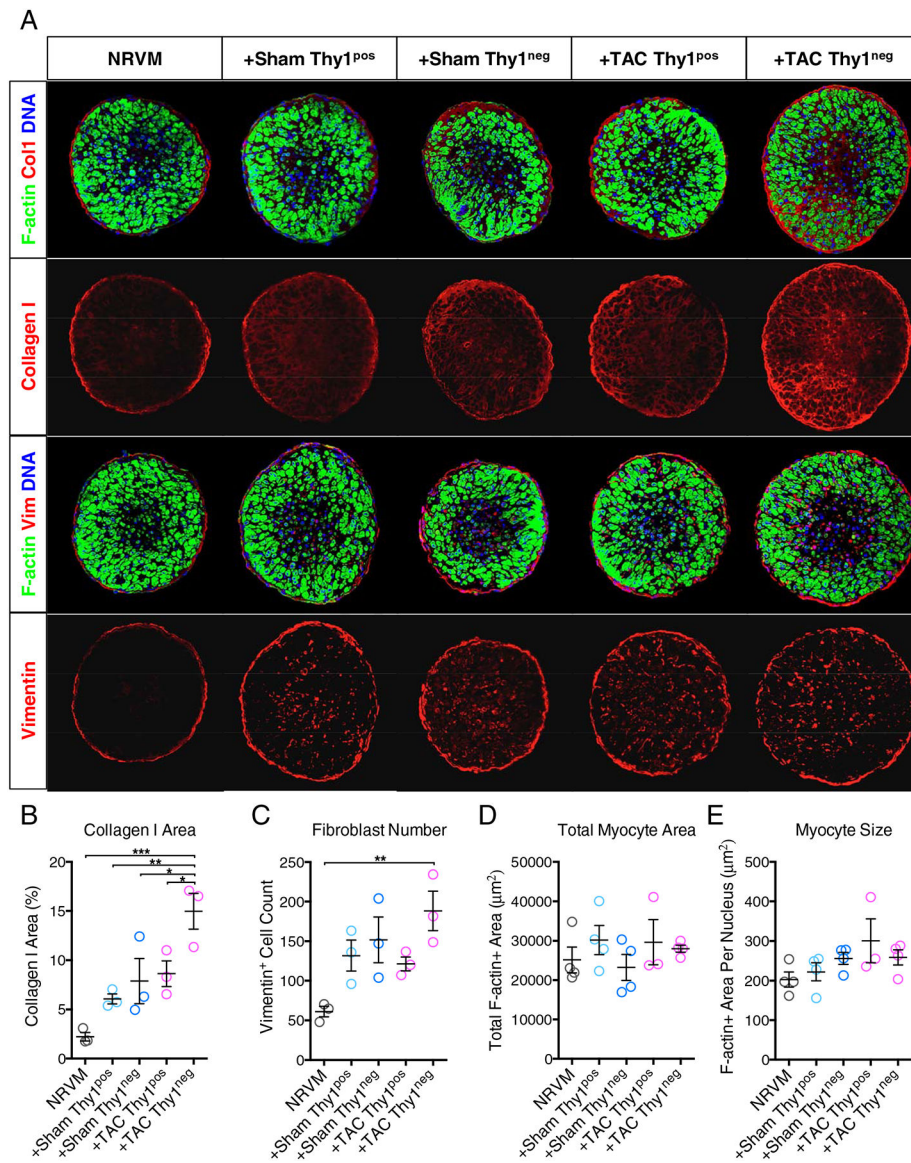 A
NRVM
+Sham Thy1pos
+Sham Thy1neg
+TAC Thy1pos
+TAC Thy1neg
F-actin Col1 DNA
Collagen I
F-actin Vim DNA
Vimentin
B
Collagen I Area
***
**
*
*
Collagen I Area (%)
20
15
10
5
0
NRVM
+Sham Thy1pos
+Sham Thy1neg
+TAC Thy1pos
+TAC Thy1neg
C
Fibroblast Number
**
Vimentin+ Cell Count
250
200
150
100
50
0
NRVM
+Sham Thy1pos
+Sham Thy1neg
+TAC Thy1pos
+TAC Thy1neg
D
Total Myocyte Area
Total F-actin+ Area (μm2)
50000
40000
30000
20000
10000
0
NRVM
+Sham Thy1pos
+Sham Thy1neg
+TAC Thy1pos
+TAC Thy1neg
E
Myocyte Size
F-actin+ Area Per Nucleus (μm2)
500
400
300
200
100
0
NRVM
+Sham Thy1pos
+Sham Thy1neg
+TAC Thy1pos
+TAC Thy1neg